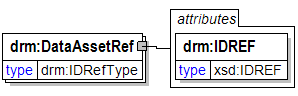 attributes
drm:DataAssetRef
type drm:IDRefType
drm:IDREF
type xsd:IDREF